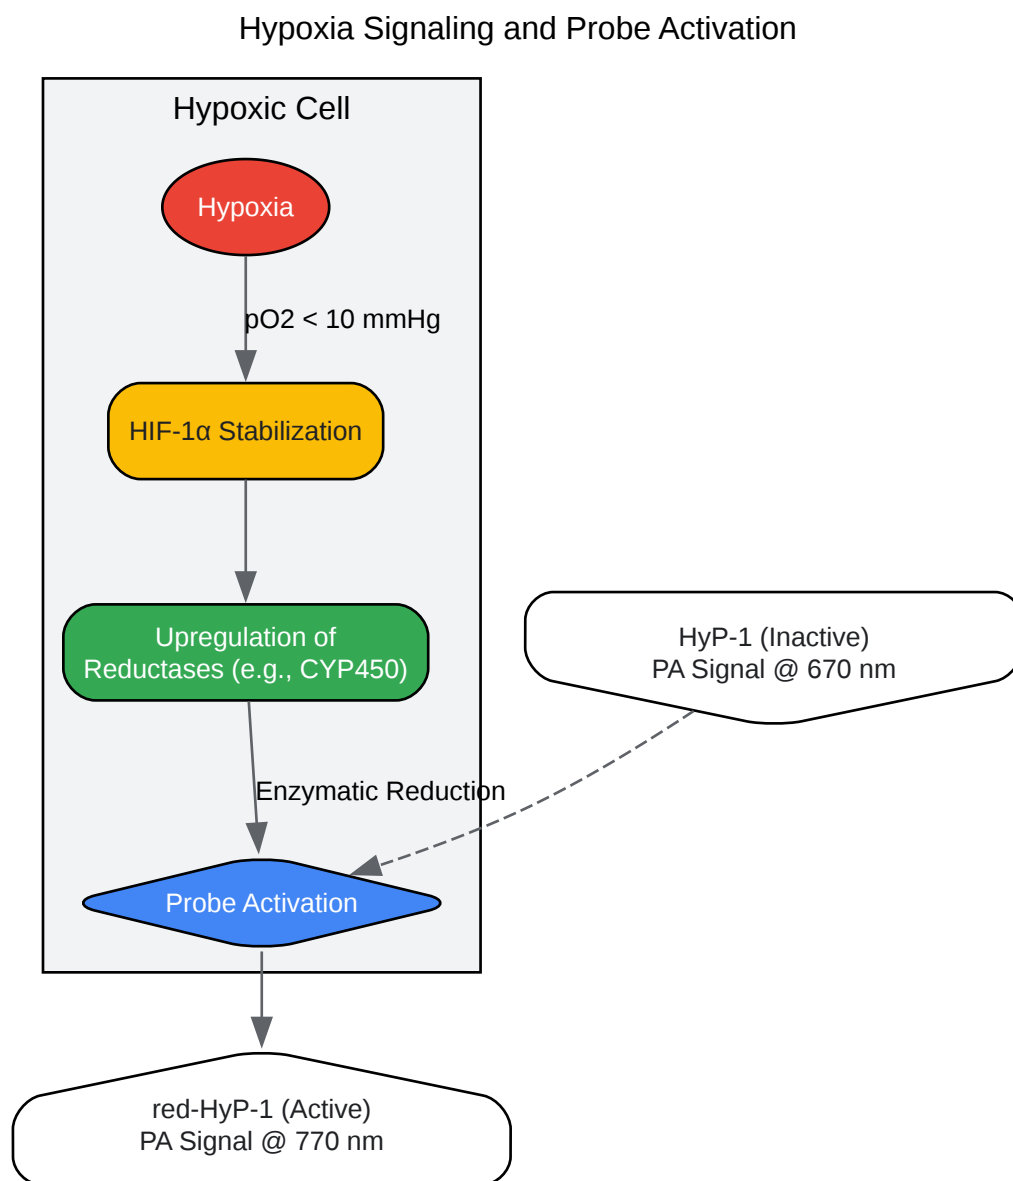 Hypoxia Signaling and Probe Activation
Hypoxic Cell
Hypoxia
pO2 < 10 mmHg
HIF-1α Stabilization
Upregulation of
Reductases (e.g., CYP450)
HyP-1 (Inactive)
PA Signal @ 670 nm
Enzymatic Reduction
Probe Activation
red-HyP-1 (Active)
PA Signal @ 770 nm